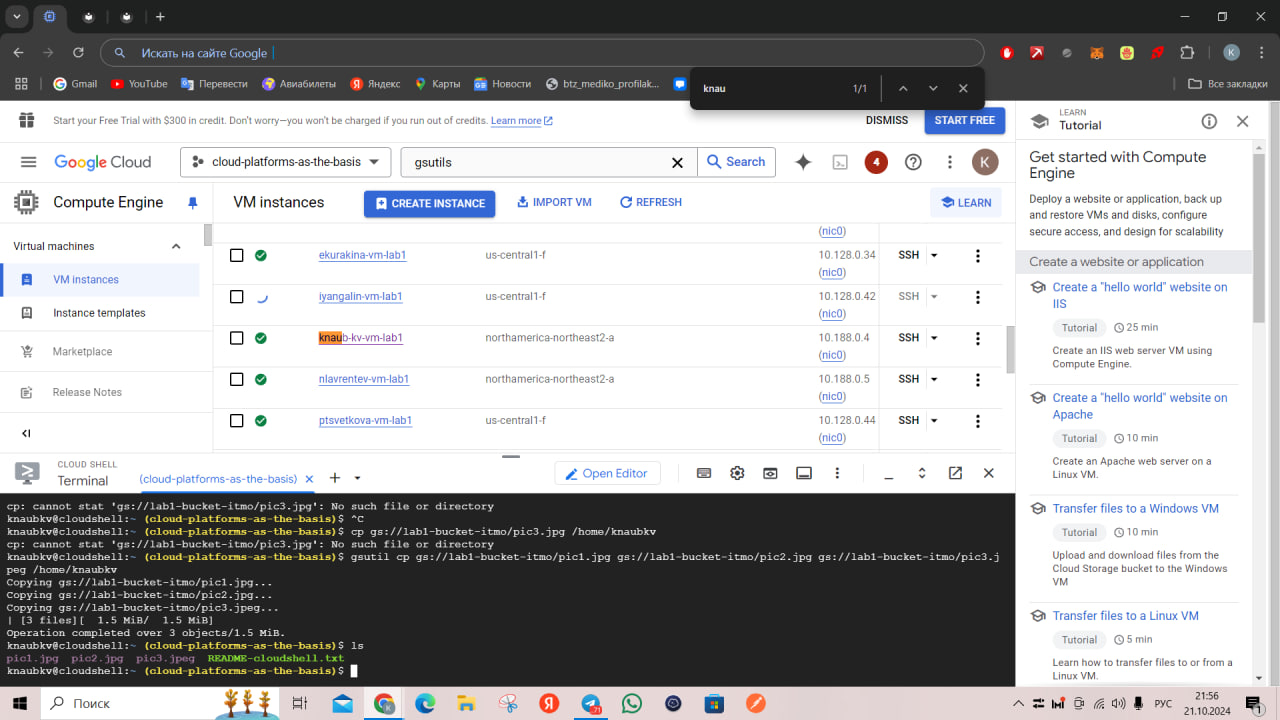 Искать на сайте Google
K
Gmail
YouTube
Перевести
Авиабилеты
Яндекс
Карты
Новости
btz_mediko_profilak...
Все закладки
knau
1/1
Start your Free Trial with $300 in credit. Don't worry—you won't be charged if you run out of credits. Learn more
DISMISS
START FREE
Google Cloud
cloud-platforms-as-the-basis
gsutils
Search
4
K
Compute Engine
VM instances
CREATE INSTANCE
IMPORT VM
REFRESH
LEARN
Virtual machines
VM instances
Instance templates
Marketplace
Release Notes
(nic0)
ekurakina-vm-lab1 us-central1-f 10.128.0.34 SSH
(nic0)
iyangalin-vm-lab1 us-central1-f 10.128.0.42 SSH
(nic0)
knaub-kv-vm-lab1 northamerica-northeast2-a 10.188.0.4 SSH
(nic0)
nlavrentev-vm-lab1 northamerica-northeast2-a 10.188.0.5 SSH
(nic0)
ptsvetkova-vm-lab1 us-central1-f 10.128.0.44 SSH
(nic0)
LEARN
Tutorial
Get started with Compute
Engine
Deploy a website or application, back up
and restore VMs and disks, configure
secure access, and design for scalability
Create a website or application
Create a "hello world" website on
IIS
Tutorial 25 min
Create an IIS web server VM using
Compute Engine.
Create a "hello world" website on
Apache
Tutorial 10 min
Create an Apache web server on a
Linux VM.
Transfer files to a Windows VM
Tutorial 10 min
Upload and download files from the
Cloud Storage bucket to the Windows
VM
Transfer files to a Linux VM
Tutorial 5 min
Learn how to transfer files to or from a
Linux VM.
CLOUD SHELL
Terminal
(cloud-platforms-as-the-basis)
Open Editor
cp: cannot stat 'gs://lab1-bucket-itmo/pic3.jpg': No such file or directory
knaubkv@cloudshell:~ (cloud-platforms-as-the-basis)$ ^C
knaubkv@cloudshell:~ (cloud-platforms-as-the-basis)$ cp gs://lab1-bucket-itmo/pic3.jpg /home/knaubkv
cp: cannot stat 'gs://lab1-bucket-itmo/pic3.jpg': No such file or directory
knaubkv@cloudshell:~ (cloud-platforms-as-the-basis)$ gsutil cp gs://lab1-bucket-itmo/pic1.jpg gs://lab1-bucket-itmo/pic2.jpg gs://lab1-bucket-itmo/pic3.j
peg /home/knaubkv
Copying gs://lab1-bucket-itmo/pic1.jpg...
Copying gs://lab1-bucket-itmo/pic2.jpg...
Copying gs://lab1-bucket-itmo/pic3.jpeg...
| [3 files][ 1.5 MiB/ 1.5 MiB]
Operation completed over 3 objects/1.5 MiB.
knaubkv@cloudshell:~ (cloud-platforms-as-the-basis)$ ls
pic1.jpg pic2.jpg pic3.jpeg README-cloudshell.txt
knaubkv@cloudshell:~ (cloud-platforms-as-the-basis)$
Поиск
РУС
21:56
21.10.2024